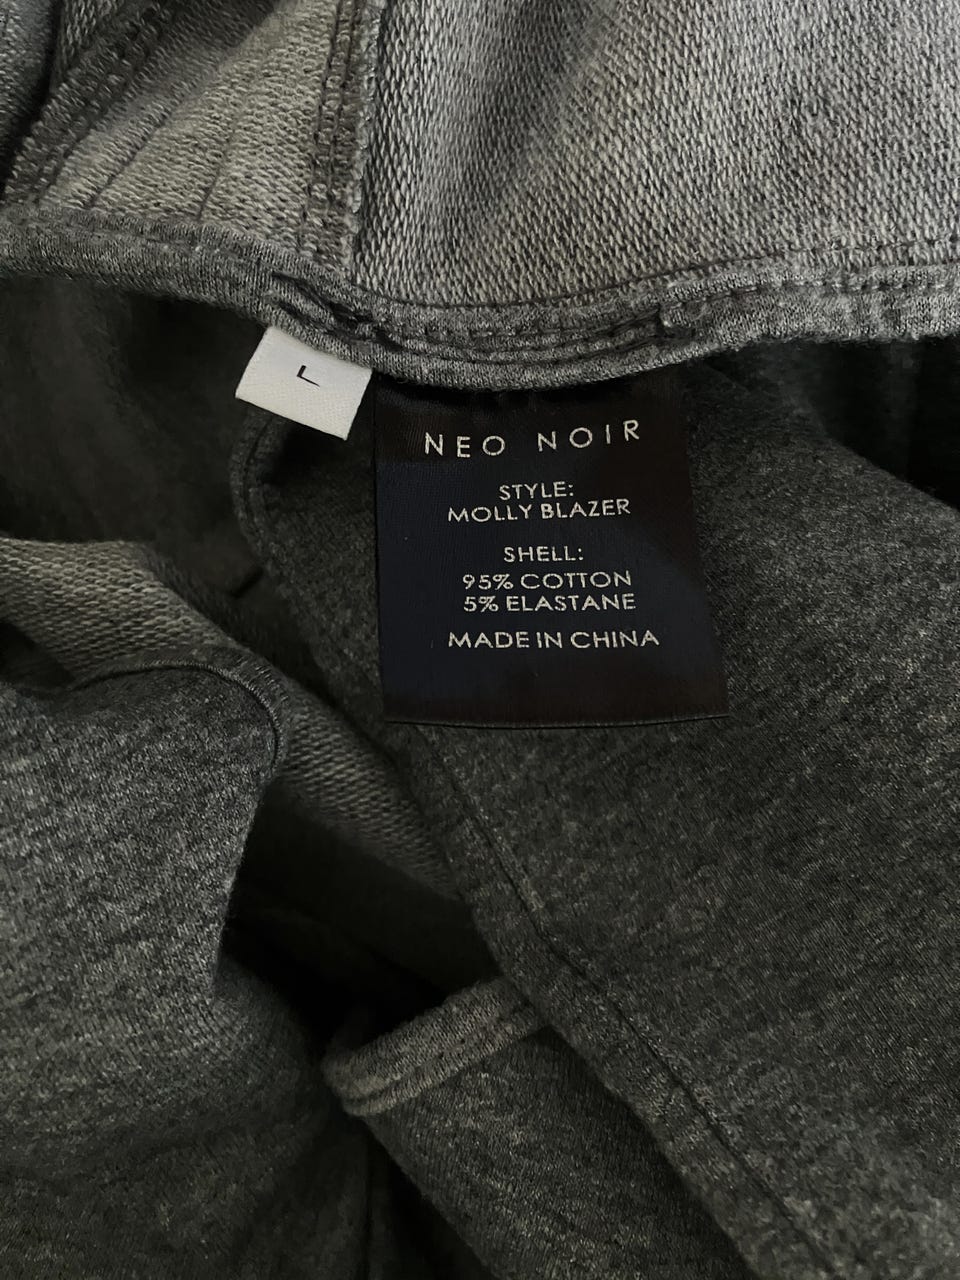 L
NEO NOIR
STYLE:
MOLLY BLAZER
SHELL:
95% COTTON
5% ELASTANE
MADE IN CHINA